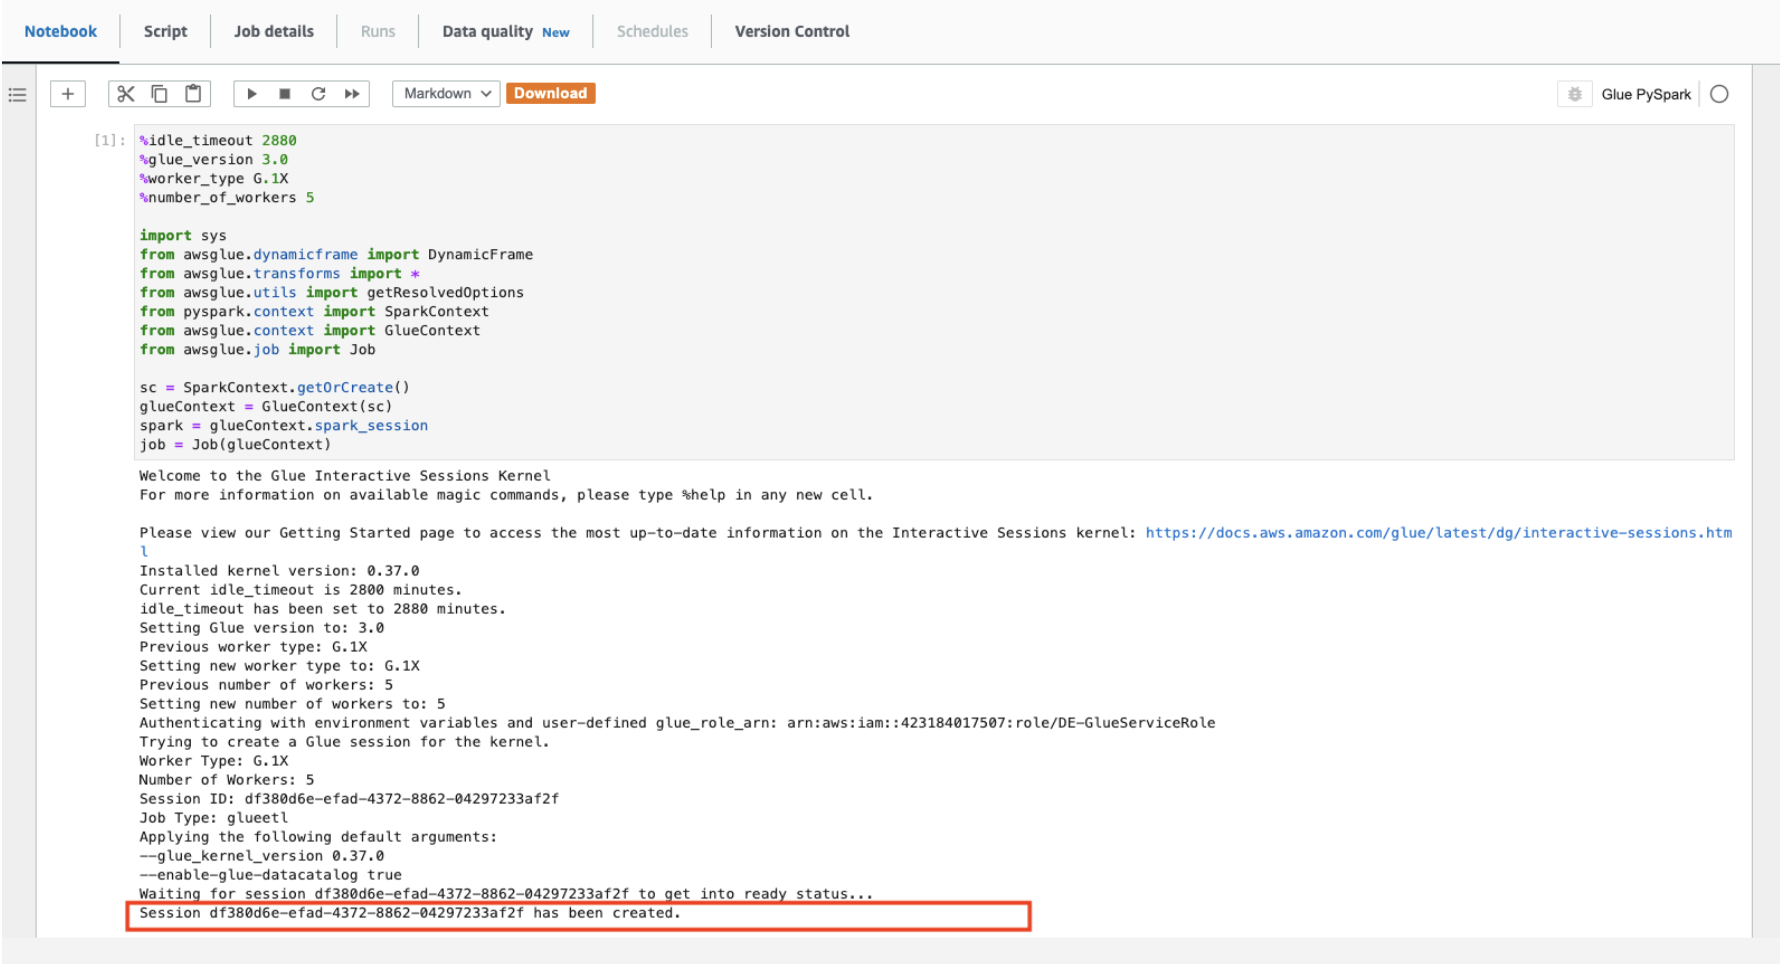 Notebook Script Job details Runs Data quality New Schedules Version Control
+ Markdown Download Glue PySpark
[1]: %idle_timeout 2880
%glue_version 3.0
%worker_type G.1X
%number_of_workers 5
import sys
from awsglue.dynamicframe import DynamicFrame
from awsglue.transforms import *
from awsglue.utils import getResolvedOptions
from pyspark.context import SparkContext
from awsglue.context import GlueContext
from awsglue.job import Job
sc = SparkContext.getOrCreate()
glueContext = GlueContext(sc)
spark = glueContext.spark_session
job = Job(glueContext)
Welcome to the Glue Interactive Sessions Kernel
For more information on available magic commands, please type %help in any new cell.
Please view our Getting Started page to access the most up-to-date information on the Interactive Sessions kernel: https://docs.aws.amazon.com/glue/latest/dg/interactive-sessions.htm
l
Installed kernel version: 0.37.0
Current idle_timeout is 2800 minutes.
idle_timeout has been set to 2880 minutes.
Setting Glue version to: 3.0
Previous worker type: G.1X
Setting new worker type to: G.1X
Previous number of workers: 5
Setting new number of workers to: 5
Authenticating with environment variables and user-defined glue_role_arn: arn:aws:iam::423184017507:role/DE-GlueServiceRole
Trying to create a Glue session for the kernel.
Worker Type: G.1X
Number of Workers: 5
Session ID: df380d6e-efad-4372-8862-04297233af2f
Job Type: glueetl
Applying the following default arguments:
--glue_kernel_version 0.37.0
--enable-glue-datacatalog true
Waiting for session df380d6e-efad-4372-8862-04297233af2f to get into ready status...
Session df380d6e-efad-4372-8862-04297233af2f has been created.